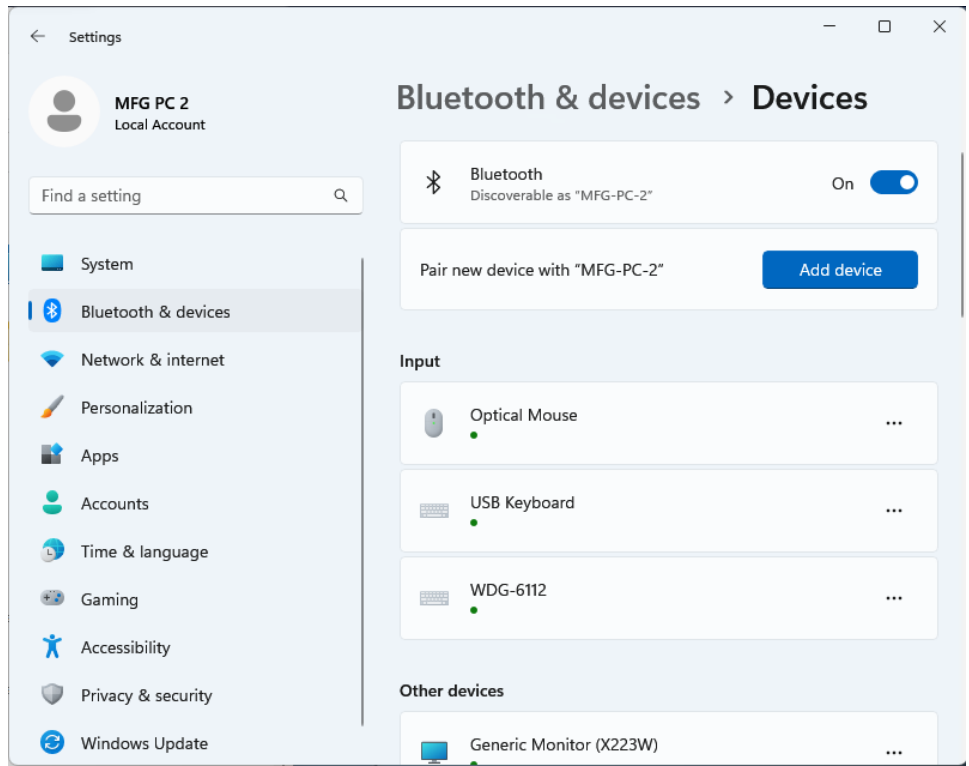 Settings
MFG PC 2
Local Account
Find a setting
System
Bluetooth & devices
Network & internet
Personalization
Apps
Accounts
Time & language
Gaming
Accessibility
Privacy & security
Windows Update
Bluetooth & devices > Devices
Bluetooth
Discoverable as “MFG-PC-2”
On
Pair new device with “MFG-PC-2”
Add device
Input
Optical Mouse
USB Keyboard
WDG-6112
Other devices
Generic Monitor (X223W)